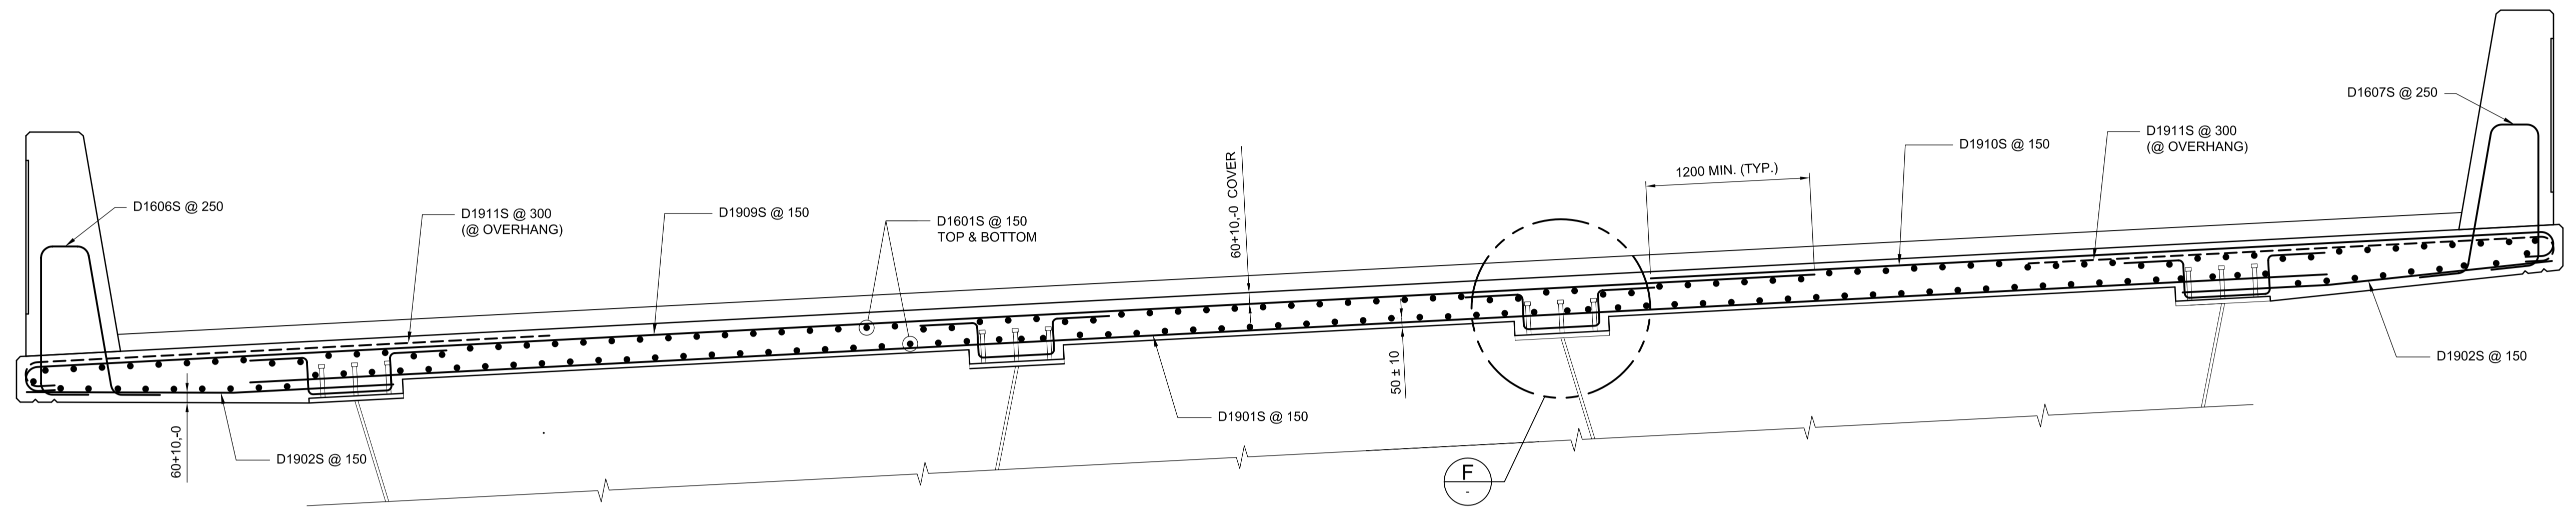 D1606S @ 250
D1911S @ 300
(@ OVERHANG)
D1909S @ 150
D1601S @ 150
TOP & BOTTOM
60+10,-0 COVER
1200 MIN. (TYP.)
D1910S @ 150
D1911S @ 300
(@ OVERHANG)
D1607S @ 250
60+10,-0
D1902S @ 150
D1901S @ 150
50 ± 10
F
-
D1902S @ 150